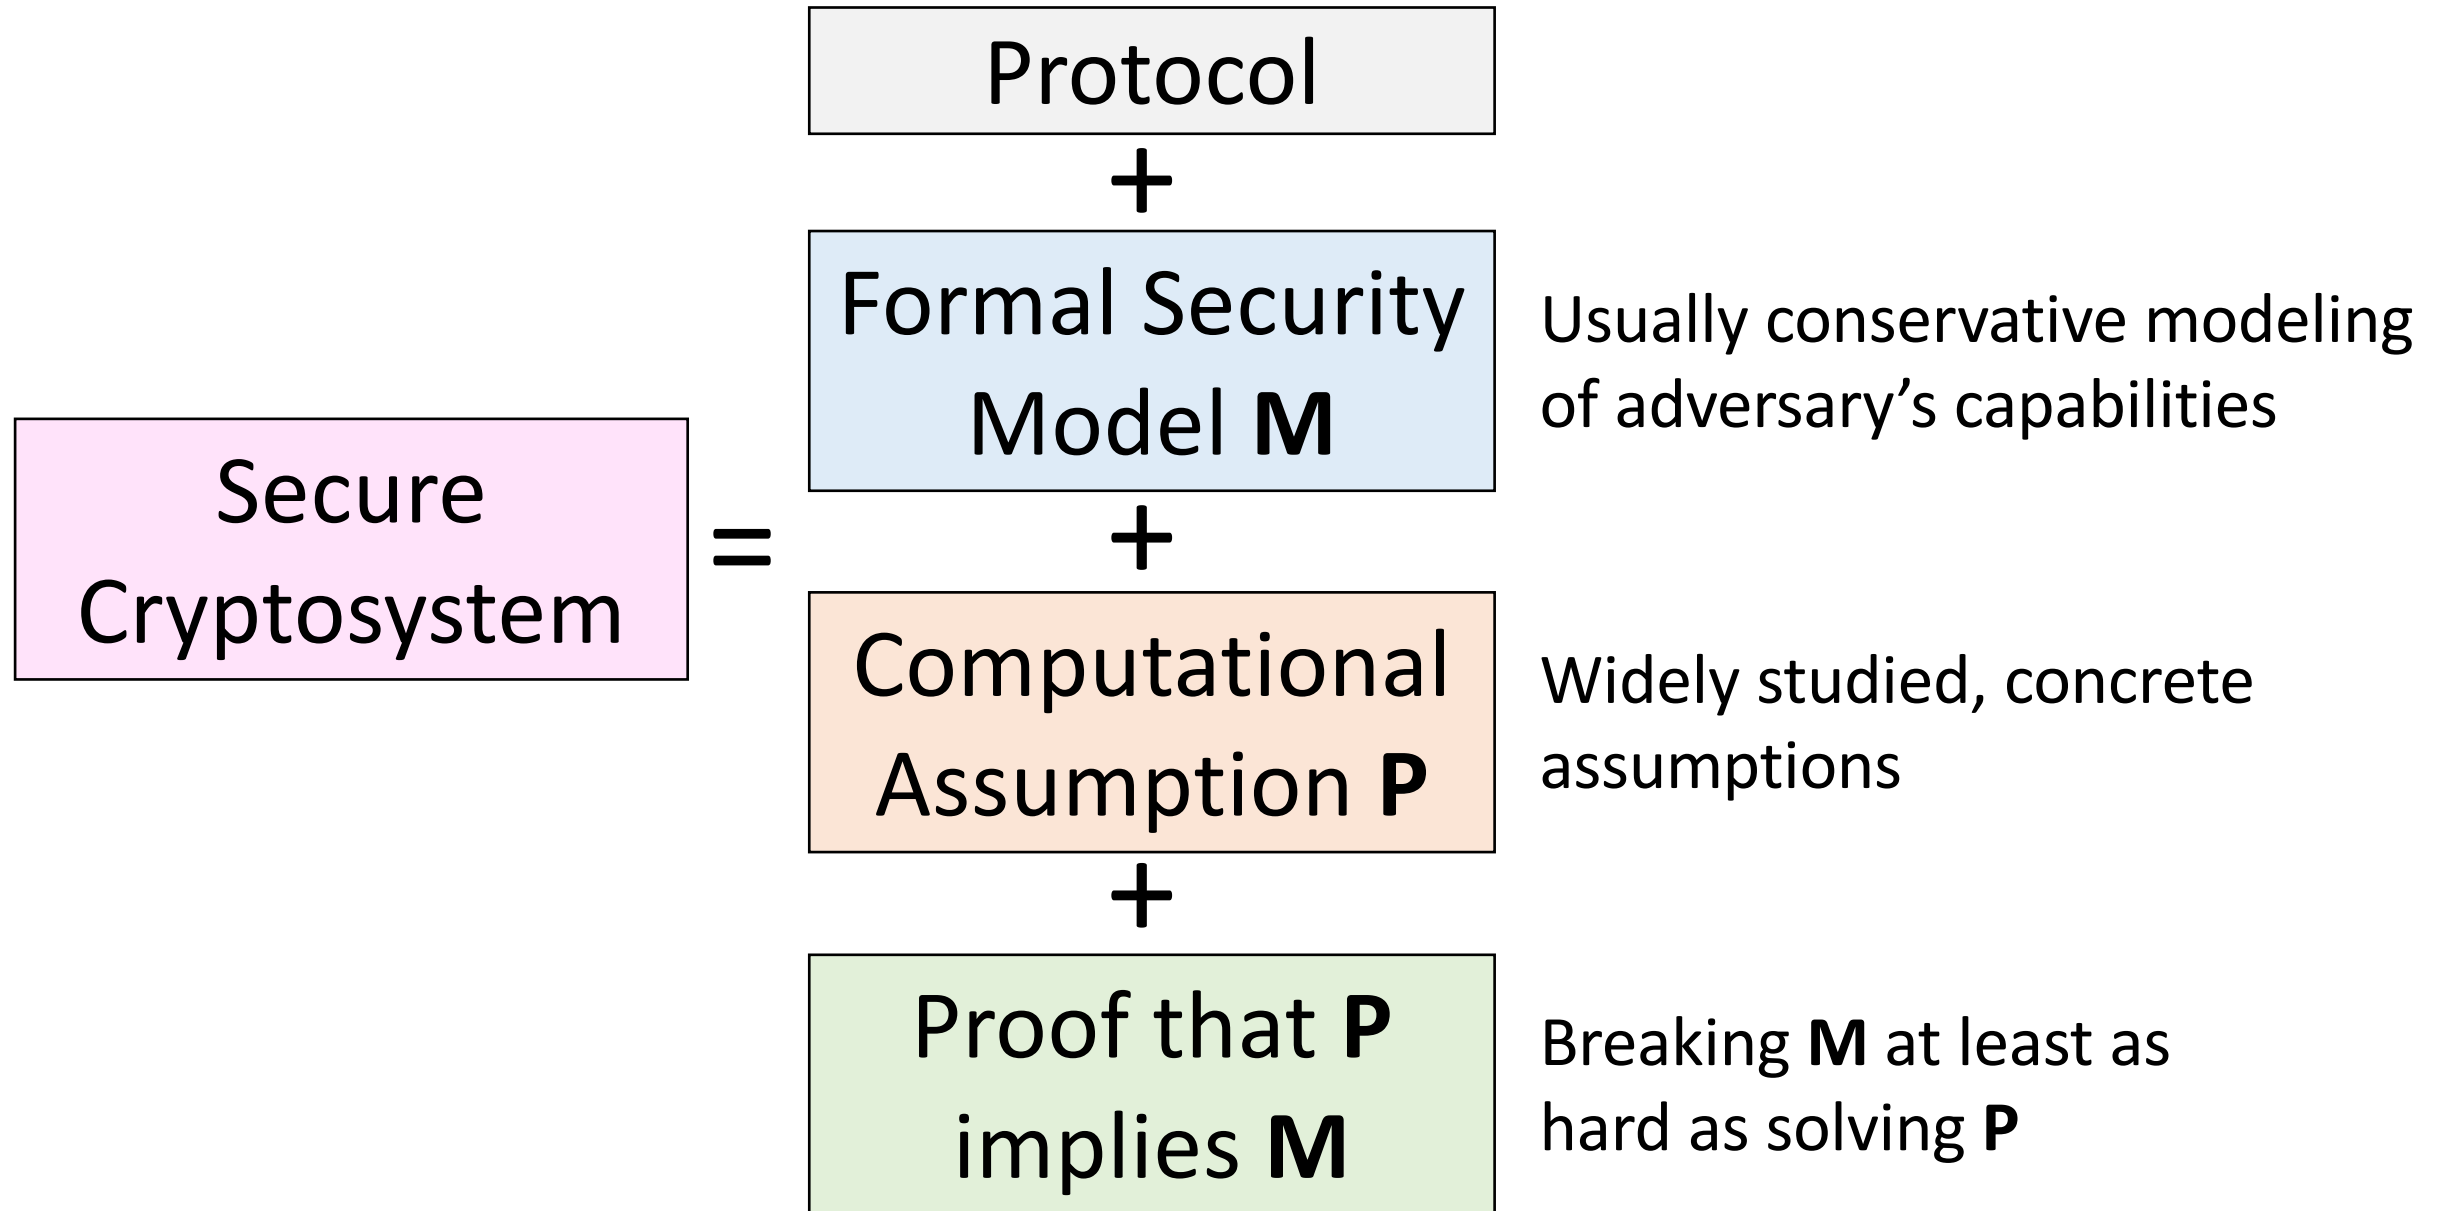 Protocol
+
Formal Security
Model M
Usually conservative modeling
of adversary’s capabilities
Secure
Cryptosystem
=
+
Computational
Assumption P
Widely studied, concrete
assumptions
+
Proof that P
implies M
Breaking M at least as
hard as solving P